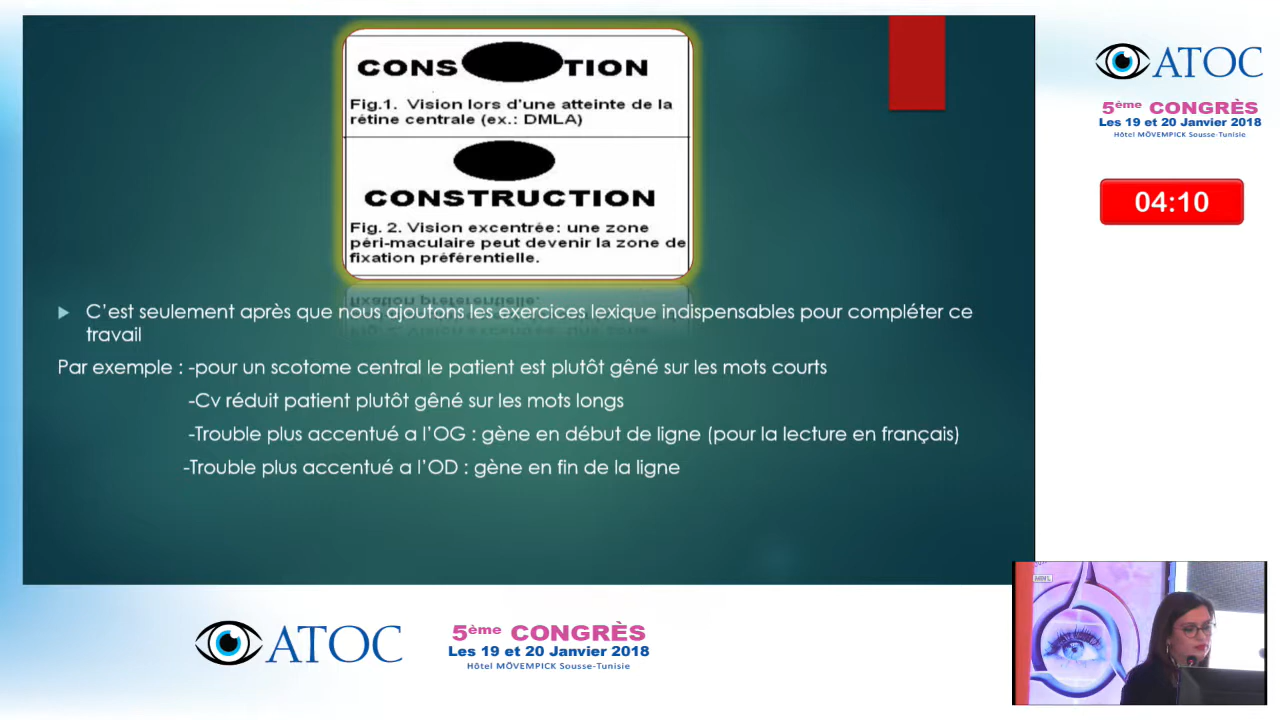 CONS TION
Fig.1. Vision lors d'une atteinte de la
rétine centrale (ex.: DMLA)
CONSTRUCTION
Fig. 2. Vision excentrée: une zone
péri-maculaire peut devenir la zone de
fixation préférentielle.
C'est seulement après que nous ajoutons les exercices lexique indispensables pour compléter ce
travail
Par exemple : -pour un scotome central le patient est plutôt gêné sur les mots courts
-Cv réduit patient plutôt gêné sur les mots longs
-Trouble plus accentué a l'OG : gène en début de ligne (pour la lecture en français)
-Trouble plus accentué a l'OD : gène en fin de la ligne
ATOC
5ème CONGRÈS
Les 19 et 20 Janvier 2018
Hôtel MÖVEMPICK Sousse-Tunisie
04:10
ATOC
5ème CONGRÈS
Les 19 et 20 Janvier 2018
Hôtel MÖVEMPICK Sousse-Tunisie